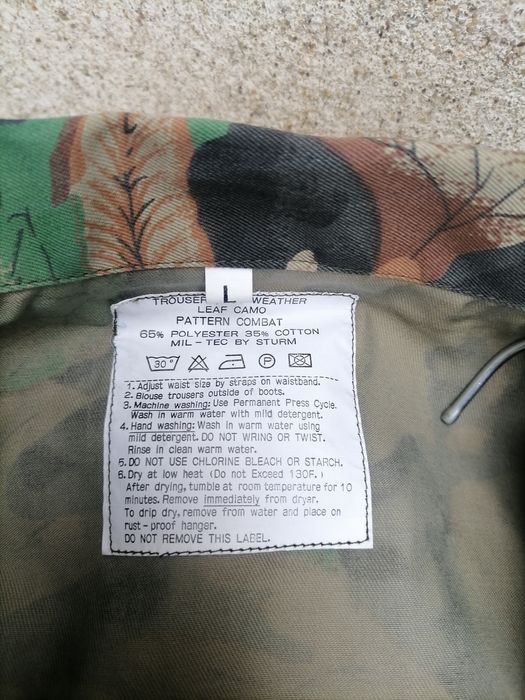 L
TROUSER WEATHER
LEAF CAMO
PATTERN COMBAT
65% POLYESTER 35% COTTON
MIL-TEC BY STURM
30° P
1. Adjust waist size by straps on waistband.
2. Blouse trousers outside of boots.
3. Machine washing: Use Permanent Press Cycle.
Wash in warm water with mild detergent.
4. Hand washing: Wash in warm water using
mild detergent. DO NOT WRING OR TWIST.
Rinse in clean warm water.
5. DO NOT USE CHLORINE BLEACH OR STARCH.
6. Dry at low heat (Do not Exceed 130F.)
After drying, tumble at room temperature for 10
minutes. Remove immediately from dryer.
To drip dry, remove from water and place on
rust-proof hangar.
DO NOT REMOVE THIS LABEL.